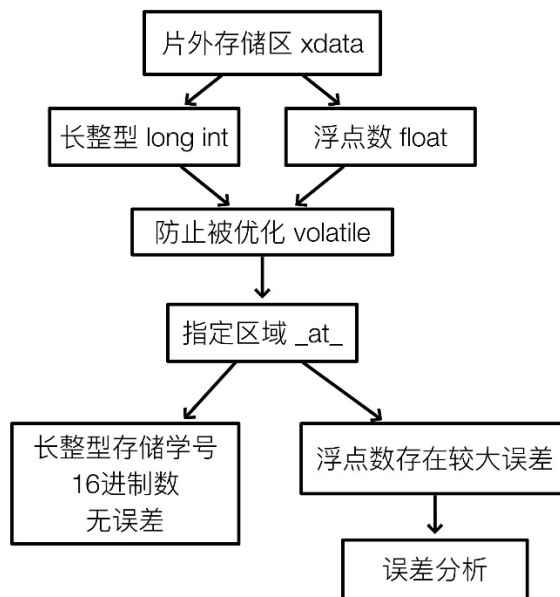 片外存储区 xdata
长整型 long int
浮点数 float
防止被优化 volatile
指定区域 _at_
长整型存储学号
16进制数
无误差
浮点数存在较大误差
误差分析